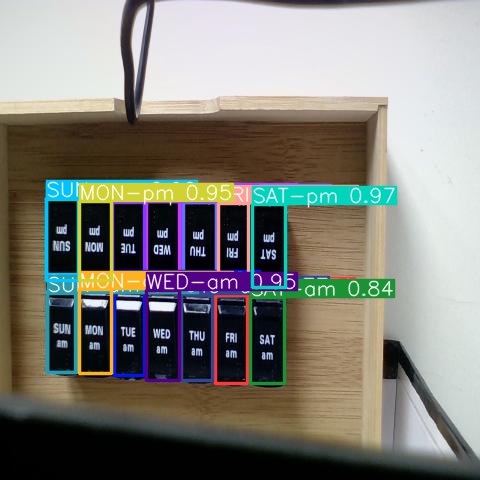 SUN MON-pm 0.95 RI SAT-pm 0.97
pm pm pm pm pm pm pm
SUN MON TUE WED THU FRI SAT
SU MON- WED-am 0.95 SAT-am 0.84
SUN MON TUE WED THU FRI SAT
am am am am am am am